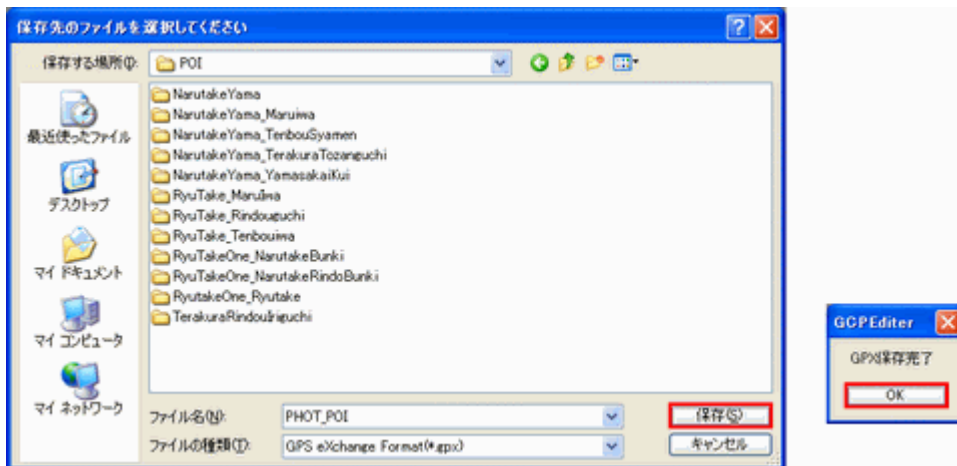 保存先のファイルを選択してください
保存する場所(I):
POI
最近使ったファイル
デスクトップ
マイ ドキュメント
マイ コンピュータ
マイ ネットワーク
NarutakeYama
NarutakeYama_Maruiwa
NarutakeYama_TenbouSyamen
NarutakeYama_TerakuraTozanguchi
NarutakeYama_YamasakaiKui
RyuTake_MaruIwa
RyuTake_Rindouguchi
RyuTake_Tenbouiwa
RyuTakeOne_NarutakeBunki
RyuTakeOne_NarutakeRindoBunki
RyutakeOne_Ryutake
TerakuraRindouIriguchi
ファイル名(N):
PHOT_POI
保存(S)
ファイルの種類(T):
GPS eXchange Format(*.gpx)
キャンセル
GCPEditer
GPX保存完了
OK